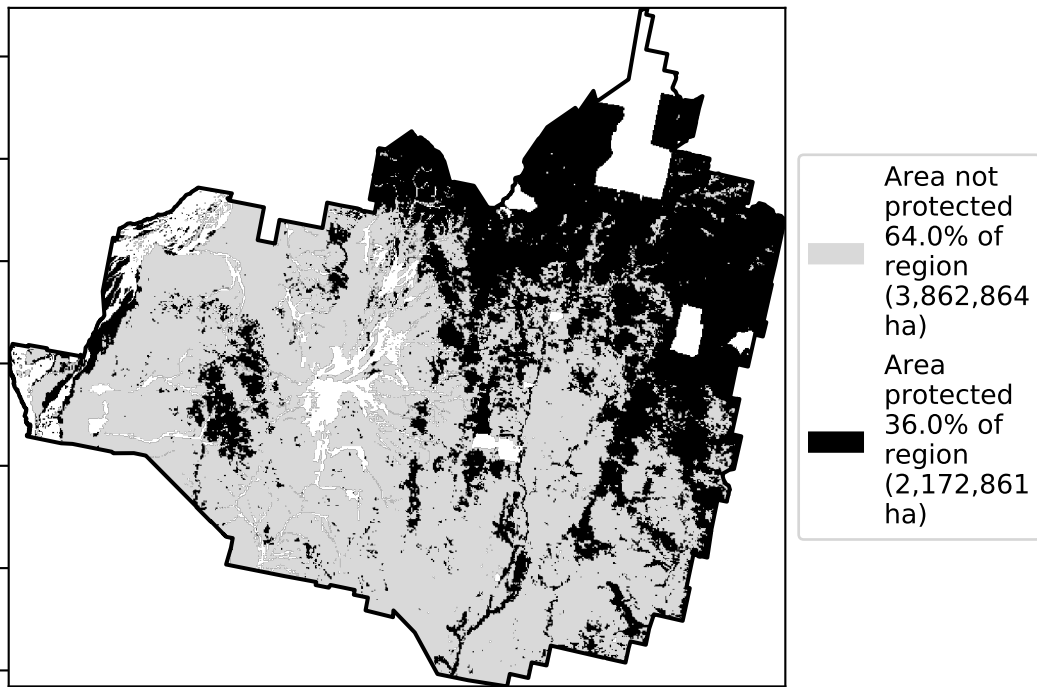 Area not
protected
64.0% of
region
(3,862,864
ha)
Area
protected
36.0% of
region
(2,172,861
ha)